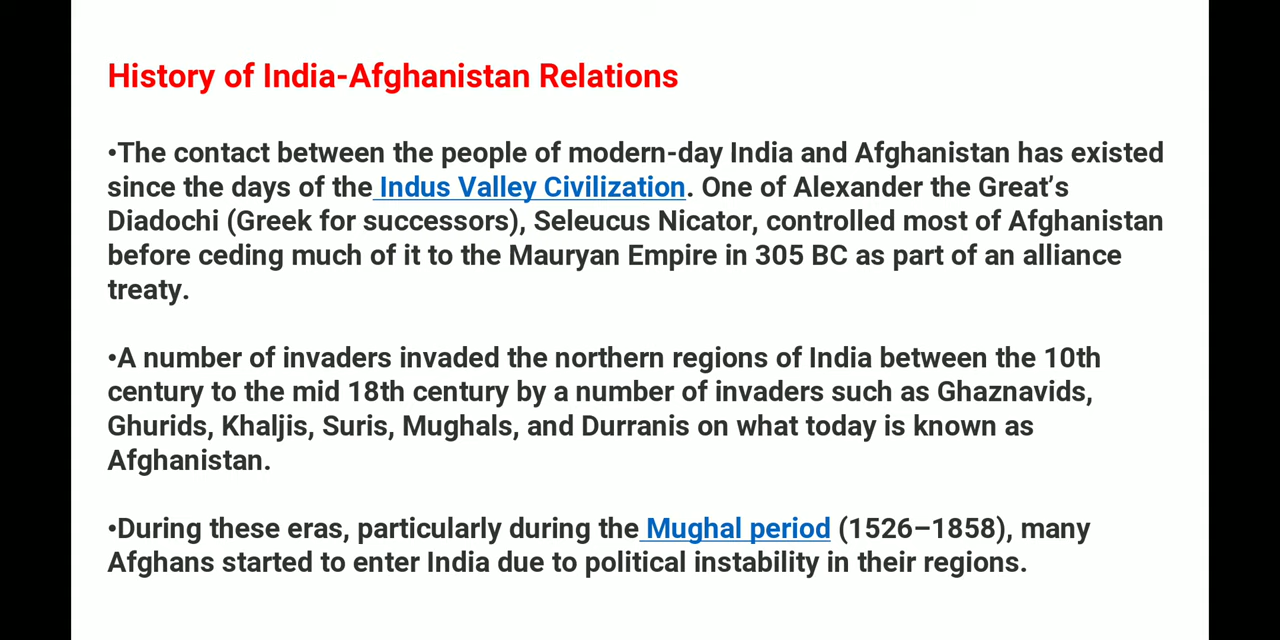 History of India-Afghanistan Relations
•The contact between the people of modern-day India and Afghanistan has existed
since the days of the Indus Valley Civilization. One of Alexander the Great’s
Diadochi (Greek for successors), Seleucus Nicator, controlled most of Afghanistan
before ceding much of it to the Mauryan Empire in 305 BC as part of an alliance
treaty.
•A number of invaders invaded the northern regions of India between the 10th
century to the mid 18th century by a number of invaders such as Ghaznavids,
Ghurids, Khaljis, Suris, Mughals, and Durranis on what today is known as
Afghanistan.
•During these eras, particularly during the Mughal period (1526–1858), many
Afghans started to enter India due to political instability in their regions.